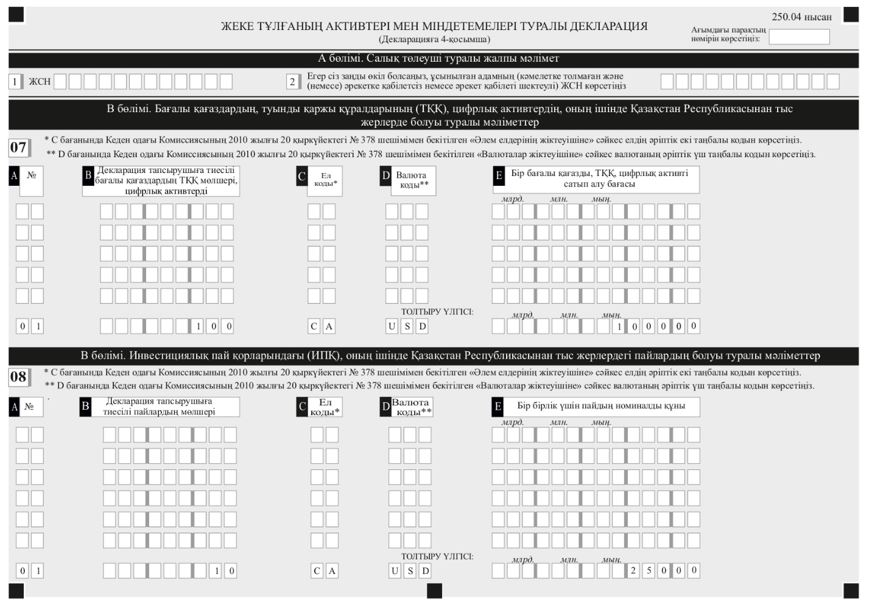 250.04 нысан
ЖЕКЕ ТҰЛҒАНЫҢ АКТИВТЕРІ МЕН МІНДЕТЕМЕЛЕРІ ТУРАЛЫ ДЕКЛАРАЦИЯ
(Декларацияға 4-қосымша)
Ағымдағы парақтың
нөмірін көрсетіңіз:
А бөлімі. Салық төлеуші туралы жалпы мәлімет
1 ЖСН
2 Егер сіз заңды өкіл болсаңыз, ұсынылған адамның (кәмелетке толмаған және
(немесе) әрекетке қабілетсіз немесе әрекет қабілеті шектеулі) ЖСН көрсетіңіз
В бөлімі. Бағалы қағаздардың, туынды қаржы құралдарының (ТҚҚ), цифрлық активтердің, оның ішінде Қазақстан Республикасынан тыс
жерлерде болуы туралы мәліметтер
07
* С бағанында Кеден одағы Комиссиясының 2010 жылғы 20 қыркүйектегі № 378 шешімімен бекітілген «Әлем елдерінің жіктеуішіне» сәйкес елдің әріптік екі таңбалы кодын көрсетіңіз.
** D бағанында Кеден одағы Комиссиясының 2010 жылғы 20 қыркүйектегі № 378 шешімімен бекітілген «Валюталар жіктеуішіне» сәйкес валютаның әріптік үш таңбалы кодын көрсетіңіз.
A №
B Декларация тапсырушыға тиесілі
бағалы қағаздардың ТҚҚ мөлшері,
цифрлық активтерді
C Ел
коды*
D Валюта
коды**
E Бір бағалы қағазды, ТҚҚ, цифрлық активті
сатып алу бағасы
млрд. млн. мың.
ТОЛТЫРУ ҮЛГІСІ:
млрд. млн. мың.
0 1 1 0 0 C A U S D 1 0 0 0 0 0
В бөлімі. Инвестициялық пай қорларындағы (ИПҚ), оның ішінде Қазақстан Республикасынан тыс жерлердегі пайлардың болуы туралы мәліметтер
08
* С бағанында Кеден одағы Комиссиясының 2010 жылғы 20 қыркүйектегі № 378 шешімімен бекітілген «Әлем елдерінің жіктеуішіне» сәйкес елдің әріптік екі таңбалы кодын көрсетіңіз.
** D бағанында Кеден одағы Комиссиясының 2010 жылғы 20 қыркүйектегі № 378 шешімімен бекітілген «Валюталар жіктеуішіне» сәйкес валютаның әріптік үш таңбалы кодын көрсетіңіз.
A №
B Декларация тапсырушыға
тиесілі пайлардың мөлшері
C Ел
коды*
D Валюта
коды**
E Бір бірлік үшін пайдың номиналды құны
млрд. млн. мың.
ТОЛТЫРУ ҮЛГІСІ:
млрд. млн. мың.
0 1 1 0 C A U S D 2 5 0 0 0